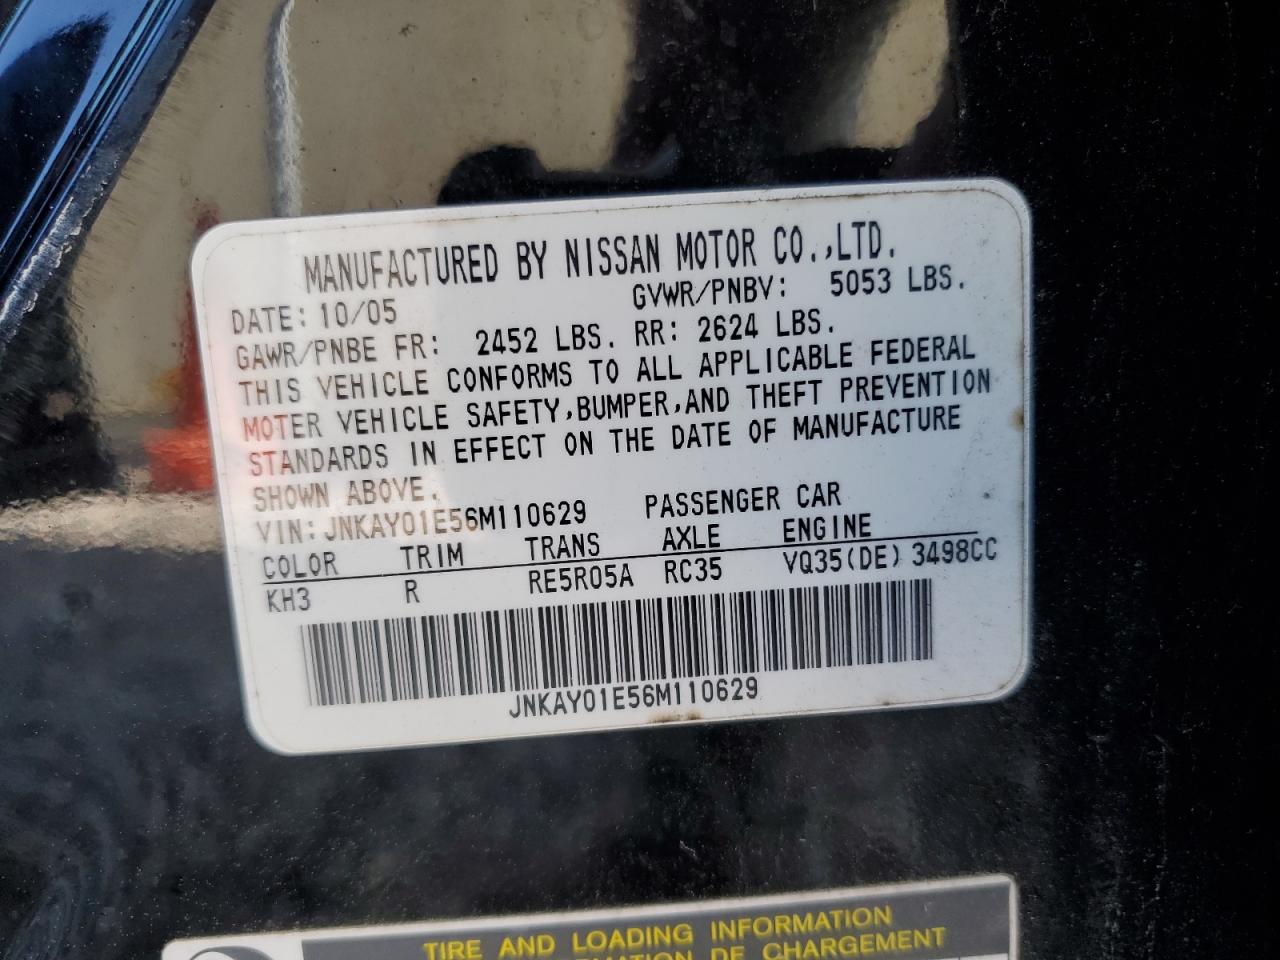 MANUFACTURED BY NISSAN MOTOR CO.,LTD.
DATE: 10/05 GVWR/PNBV: 5053 LBS.
GAWR/PNBE FR: 2452 LBS. RR: 2624 LBS.
THIS VEHICLE CONFORMS TO ALL APPLICABLE FEDERAL
MOTER VEHICLE SAFETY,BUMPER,AND THEFT PREVENTION
STANDARDS IN EFFECT ON THE DATE OF MANUFACTURE
SHOWN ABOVE.
VIN: JNKAY01E56M110629 PASSENGER CAR
COLOR TRIM TRANS AXLE ENGINE
KH3 R RE5R05A RC35 VQ35(DE) 3498CC
JNKAY01E56M110629
TIRE AND LOADING INFORMATION
DE CHARGEMENT